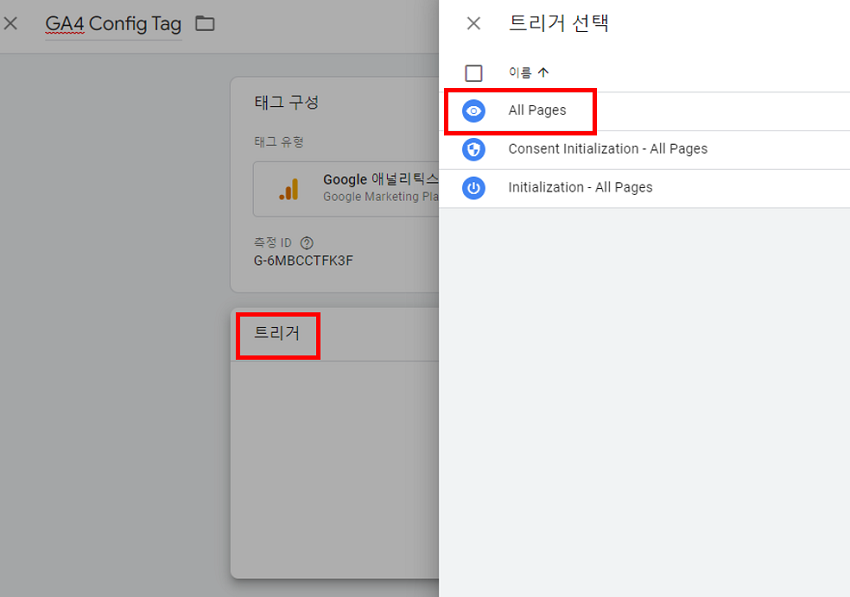 GA4 Config Tag
태그 구성
태그 유형
Google 애널리틱스
Google Marketing Pla
측정 ID
G-6MBCCTFK3F
트리거
트리거 선택
이름
All Pages
Consent Initialization - All Pages
Initialization - All Pages